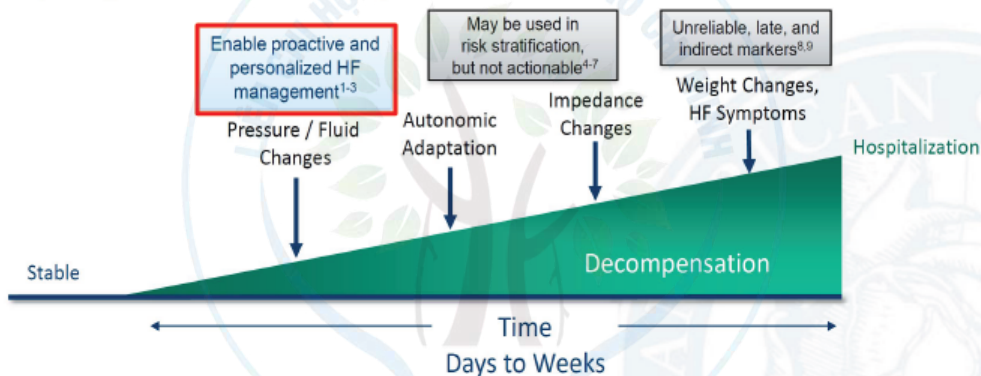 Enable proactive and
personalized HF
management1-3
Pressure / Fluid
Changes
Autonomic
Adaptation
May be used in
risk stratification,
but not actionable4-7
Impedance
Changes
Unreliable, late, and
indirect markers8,9
Weight Changes,
HF Symptoms
Hospitalization
Stable
Decompensation
Time
Days to Weeks